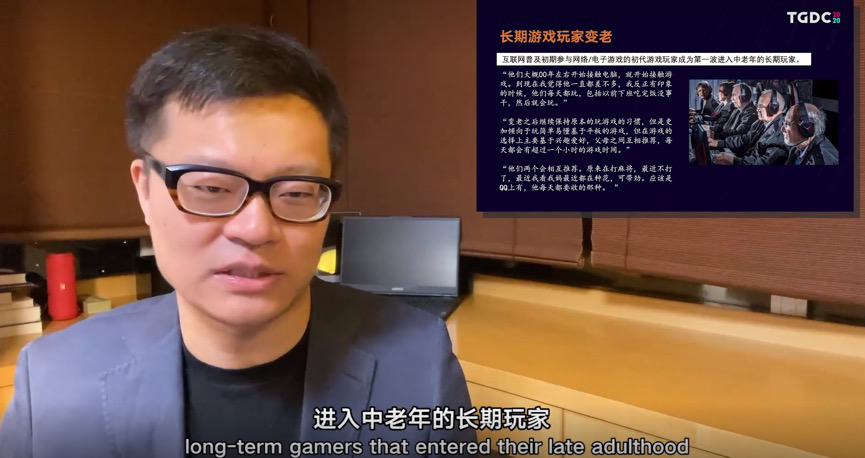 TGDC 2020
长期游戏玩家变老
互联网普及初期参与网络/电子游戏的初代游戏玩家成为第一波进入中老年的长期玩家。
“他们大概00年左右开始接触电脑，就开始接触游
戏。到现在我觉得他一直都差不多，我反正有印象
的时候，他们每天都玩，包括以前下班吃完饭没事
干，然后就会玩。”
“变老之后继续保持原本的玩游戏的习惯，但是更
加倾向于玩简单易懂基于平板的游戏，但在游戏的
选择上主要基于兴趣爱好，父母之间互相推荐，每
天都会有超过一个小时的游戏时间。”
“他们两个会相互推荐。原来在打麻将，最近不打
了，最近我看我妈最近都在种花，可带劲。应该是
QQ上有，他每天都要收的那种。”
进入中老年的长期玩家
long-term gamers that entered their late adulthood